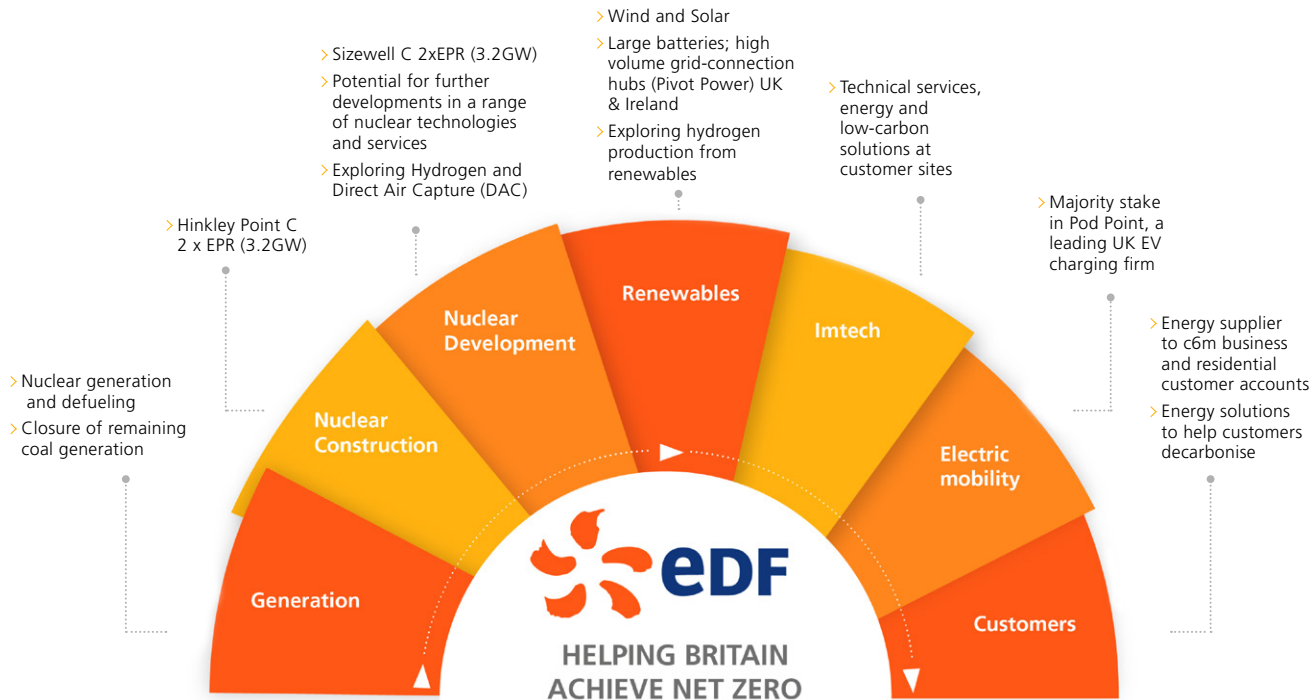 > Nuclear generation
and defueling
> Closure of remaining
coal generation
Generation
> Hinkley Point C
2 x EPR (3.2GW)
Nuclear
Construction
> Sizewell C 2xEPR (3.2GW)
> Potential for further
developments in a range
of nuclear technologies
and services
> Exploring Hydrogen and
Direct Air Capture (DAC)
Nuclear
Development
> Wind and Solar
> Large batteries; high
volume grid-connection
hubs (Pivot Power) UK
& Ireland
> Exploring hydrogen
production from
renewables
Renewables
> Technical services,
energy and
low-carbon
solutions at
customer sites
Imtech
> Majority stake
in Pod Point, a
leading UK EV
charging firm
Electric
mobility
> Energy supplier
to c6m business
and residential
customer accounts
> Energy solutions
to help customers
decarbonise
Customers
eDF
HELPING BRITAIN
ACHIEVE NET ZERO